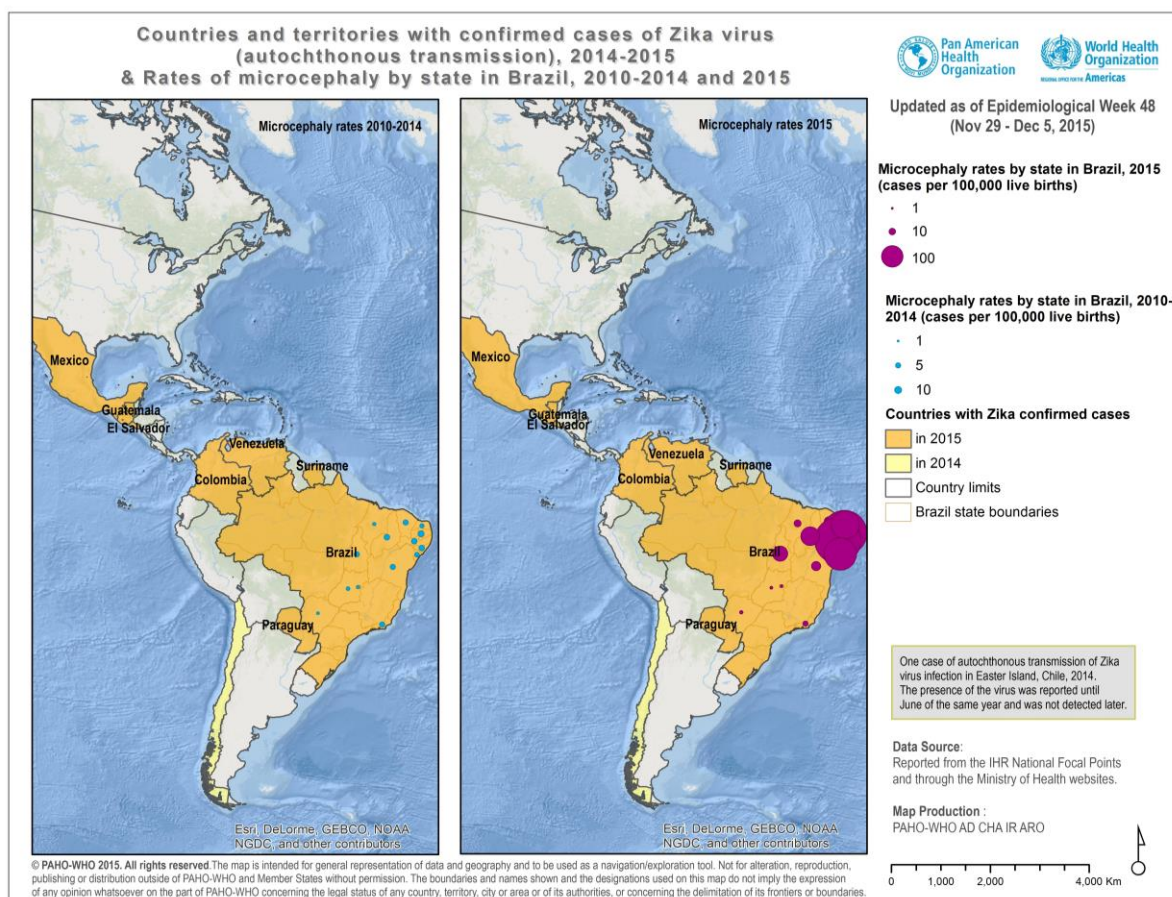 Countries and territories with confirmed cases of Zika virus
(autochthonous transmission), 2014-2015
& Rates of microcephaly by state in Brazil, 2010-2014 and 2015
Pan American
Health
Organization
World Health
Organization
REGIONAL OFFICE FOR THE Americas
Updated as of Epidemiological Week 48
(Nov 29 - Dec 5, 2015)
Microcephaly rates 2010-2014
Mexico
Guatemala
El Salvador
Venezuela
Colombia
Suriname
Brazil
Paraguay
Esri, DeLorme, GEBCO, NOAA
NGDC, and other contributors
Microcephaly rates 2015
Mexico
Guatemala
El Salvador
Venezuela
Colombia
Suriname
Brazil
Paraguay
Esri, DeLorme, GEBCO, NOAA
NGDC, and other contributors
Microcephaly rates by state in Brazil, 2015
(cases per 100,000 live births)
1
10
100
Microcephaly rates by state in Brazil, 2010-
2014 (cases per 100,000 live births)
1
5
10
Countries with Zika confirmed cases
in 2015
in 2014
Country limits
Brazil state boundaries
One case of autochthonous transmission of Zika
virus infection in Easter Island, Chile, 2014.
The presence of the virus was reported until
June of the same year and was not detected later.
Data Source:
Reported from the IHR National Focal Points
and through the Ministry of Health websites.
Map Production :
PAHO-WHO AD CHA IR ARO
0 1,000 2,000 4,000 Km
© PAHO-WHO 2015. All rights reserved.The map is intended for general representation of data and geography and to be used as a navigation/exploration tool. Not for alteration, reproduction,
publishing or distribution outside of PAHO-WHO and Member States without permission. The boundaries and names shown and the designations used on this map do not imply the expression
of any opinion whatsoever on the part of PAHO-WHO concerning the legal status of any country, territory, city or area or of its authorities, or concerning the delimitation of its frontiers or boundaries.